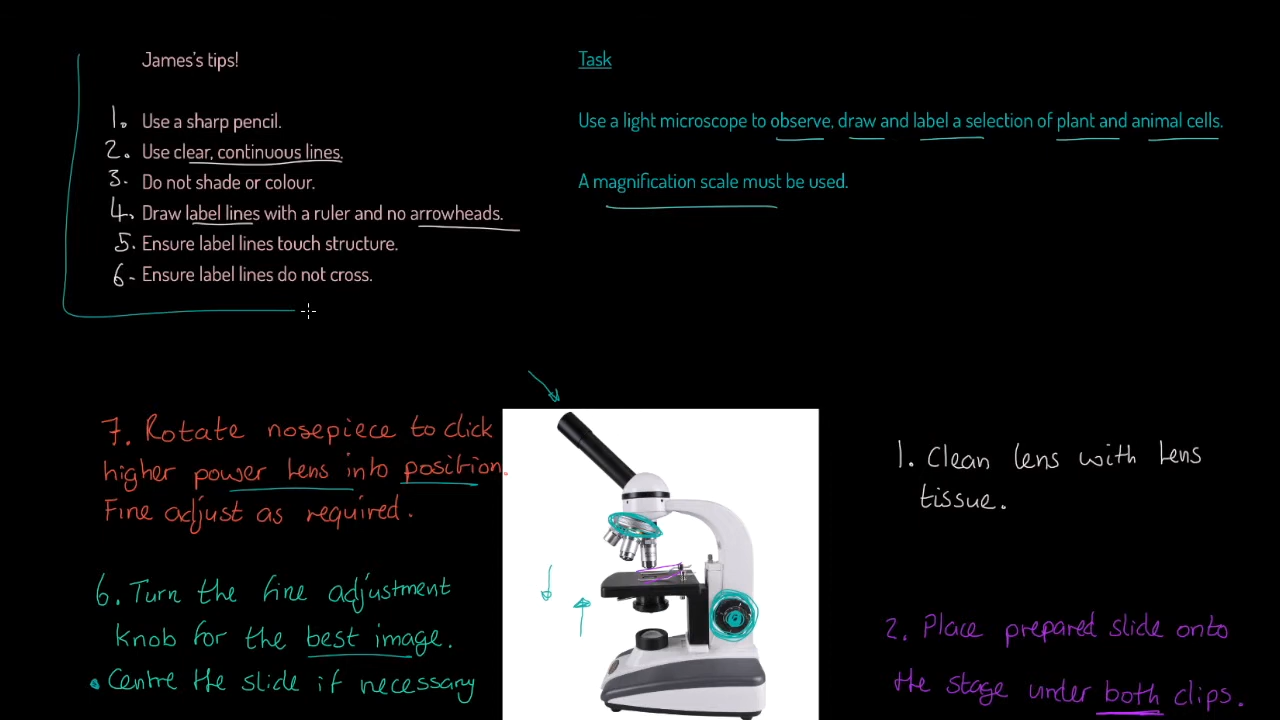 James's tips!
1. Use a sharp pencil.
2. Use clear, continuous lines.
3. Do not shade or colour.
4. Draw label lines with a ruler and no arrowheads.
5. Ensure label lines touch structure.
6. Ensure label lines do not cross.
Task
Use a light microscope to observe, draw and label a selection of plant and animal cells.
A magnification scale must be used.
7. Rotate nosepiece to click
higher power lens into position.
Fine adjust as required.
6. Turn the fine adjustment
knob for the best image.
• Centre the slide if necessary
1. Clean lens with lens
tissue.
2. Place prepared slide onto
the stage under both clips.